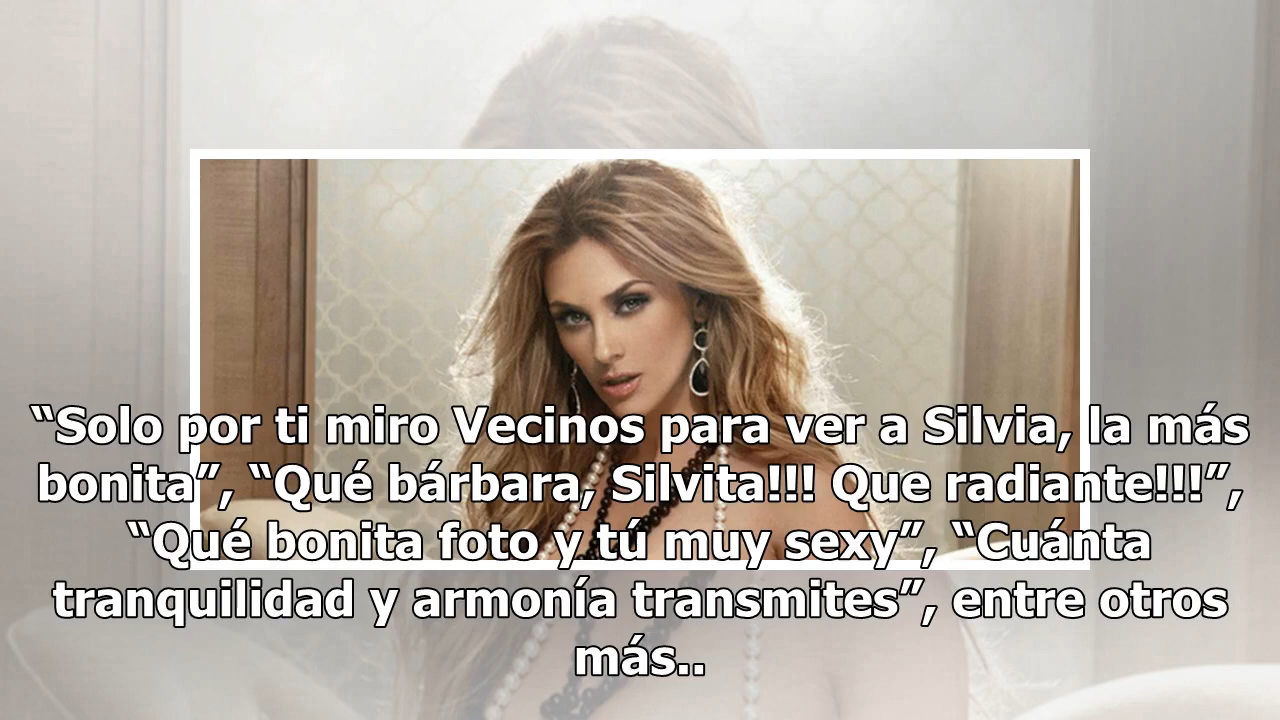 “Solo por ti miro Vecinos para ver a Silvia, la más
bonita”, “Qué bárbara, Silvita!!! Que radiante!!!”,
“Qué bonita foto y tú muy sexy”, “Cuánta
tranquilidad y armonía transmites”, entre otros
más..